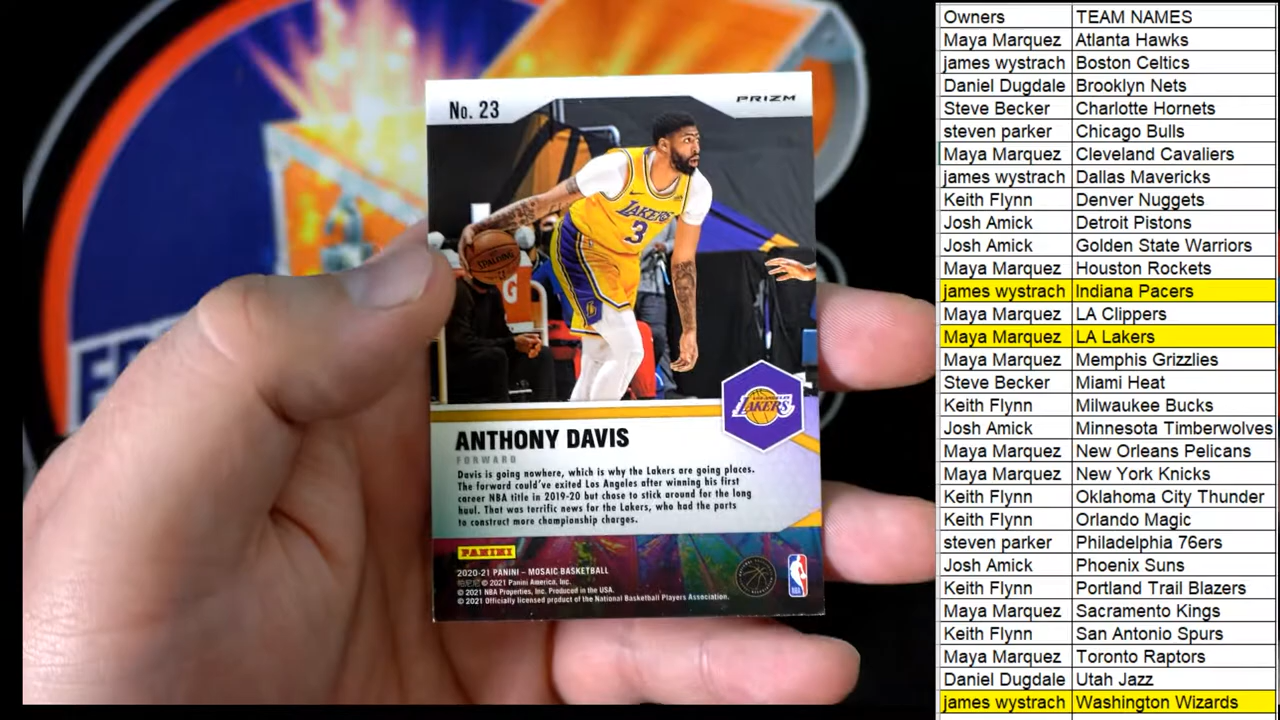 No. 23
PRIZM
LAKERS
3
SPALDING
G
LAKERS
ANTHONY DAVIS
FORWARD
Davis is going nowhere, which is why the Lakers are going places.
The forward could've exited Los Angeles after winning his first
career NBA title in 2019-20 but chose to stick around for the long
haul. That was terrific news for the Lakers, who had the parts
to construct more championship charges.
PANINI
2020-21 PANINI – MOSAIC BASKETBALL
© 2021 Panini America, Inc.
© 2021 NBA Properties, Inc. Produced in the USA.
© 2021 Officially licensed product of the National Basketball Players Association.
NBA
Owners TEAM NAMES
Maya Marquez Atlanta Hawks
james wystrach Boston Celtics
Daniel Dugdale Brooklyn Nets
Steve Becker Charlotte Hornets
steven parker Chicago Bulls
Maya Marquez Cleveland Cavaliers
james wystrach Dallas Mavericks
Keith Flynn Denver Nuggets
Josh Amick Detroit Pistons
Josh Amick Golden State Warriors
Maya Marquez Houston Rockets
james wystrach Indiana Pacers
Maya Marquez LA Clippers
Maya Marquez LA Lakers
Maya Marquez Memphis Grizzlies
Steve Becker Miami Heat
Keith Flynn Milwaukee Bucks
Josh Amick Minnesota Timberwolves
Maya Marquez New Orleans Pelicans
Maya Marquez New York Knicks
Keith Flynn Oklahoma City Thunder
Keith Flynn Orlando Magic
steven parker Philadelphia 76ers
Josh Amick Phoenix Suns
Keith Flynn Portland Trail Blazers
Maya Marquez Sacramento Kings
Keith Flynn San Antonio Spurs
Maya Marquez Toronto Raptors
Daniel Dugdale Utah Jazz
james wystrach Washington Wizards